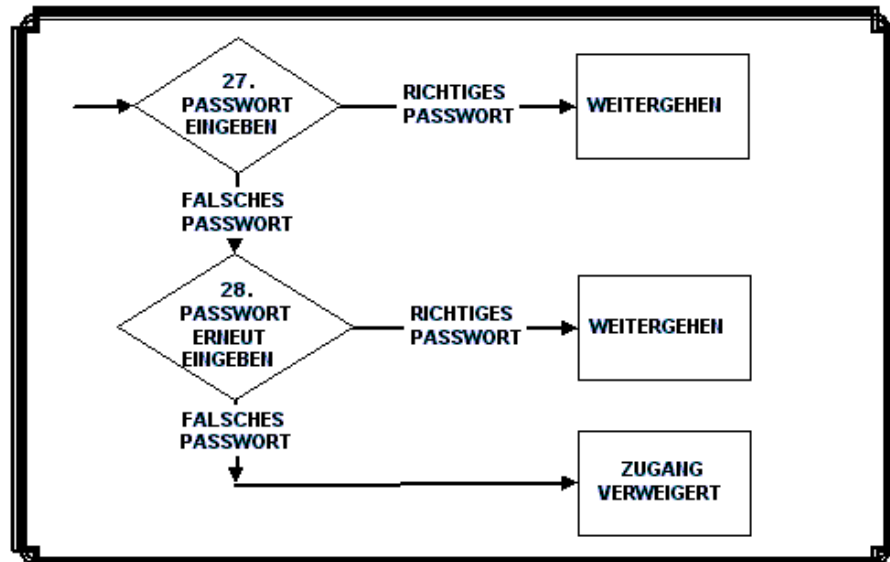 27.
PASSWORT
EINGEBEN
RICHTIGES
PASSWORT
WEITERGEHEN
FALSCHES
PASSWORT
28.
PASSWORT
ERNEUT
EINGEBEN
RICHTIGES
PASSWORT
WEITERGEHEN
FALSCHES
PASSWORT
ZUGANG
VERWEIGERT